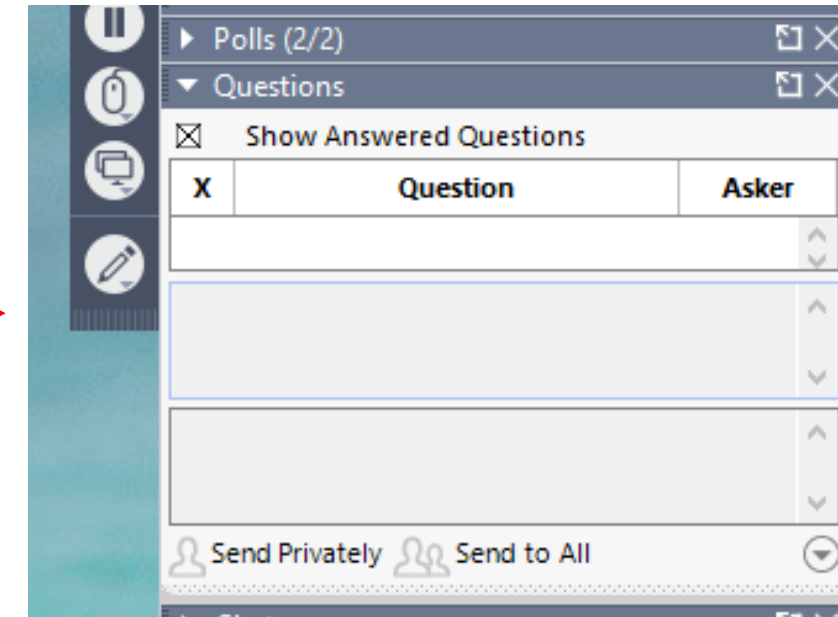 Polls (2/2)
Questions
Show Answered Questions
X Question Asker
Send Privately Send to All